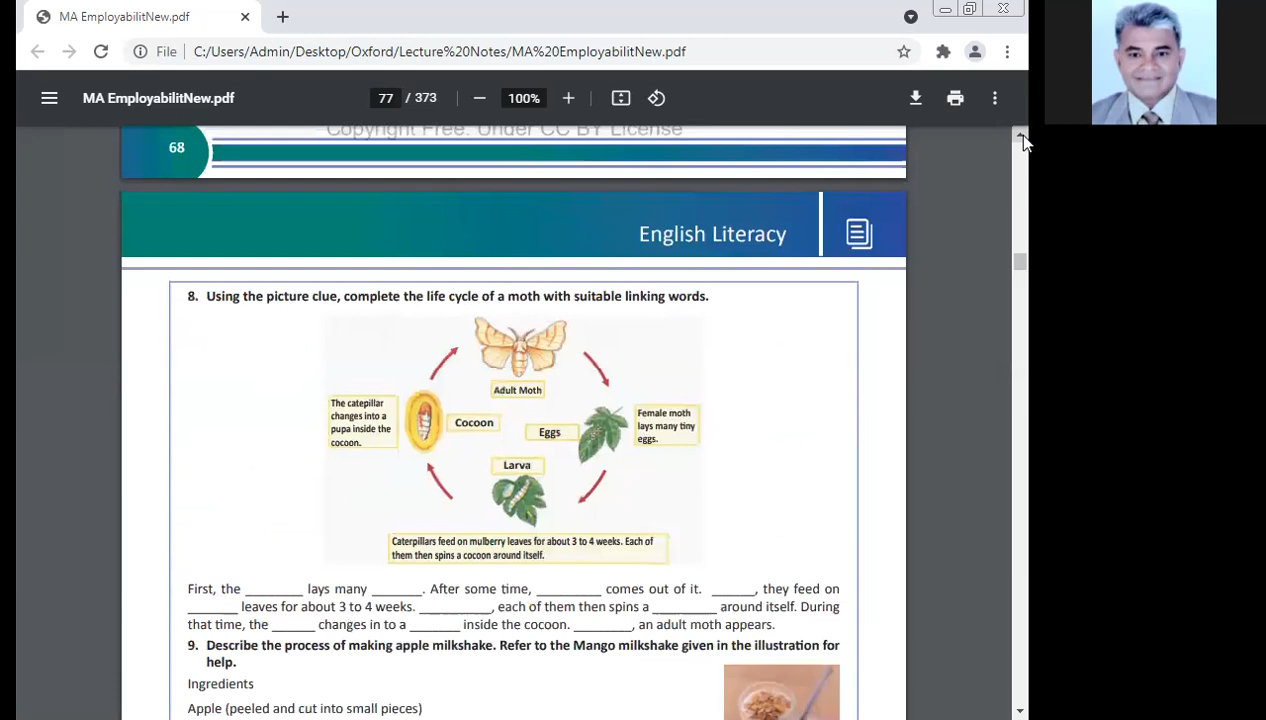 MA EmployabilitNew.pdf
File C:/Users/Admin/Desktop/Oxford/Lecture%20Notes/MA%20EmployabilitNew.pdf
MA EmployabilitNew.pdf 77 / 373 100%
Copyright Free. Under CC BY License
68
English Literacy
8. Using the picture clue, complete the life cycle of a moth with suitable linking words.
Adult Moth
The catepillar
changes into a
pupa inside the
cocoon.
Cocoon
Eggs
Female moth
lays many tiny
eggs.
Larva
Caterpillars feed on mulberry leaves for about 3 to 4 weeks. Each of
them then spins a cocoon around itself.
First, the ________ lays many _______. After some time, _________ comes out of it. ______, they feed on
_______ leaves for about 3 to 4 weeks. __________, each of them then spins a _________ around itself. During
that time, the ______ changes in to a _______ inside the cocoon. ________, an adult moth appears.
9. Describe the process of making apple milkshake. Refer to the Mango milkshake given in the illustration for
help.
Ingredients
Apple (peeled and cut into small pieces)